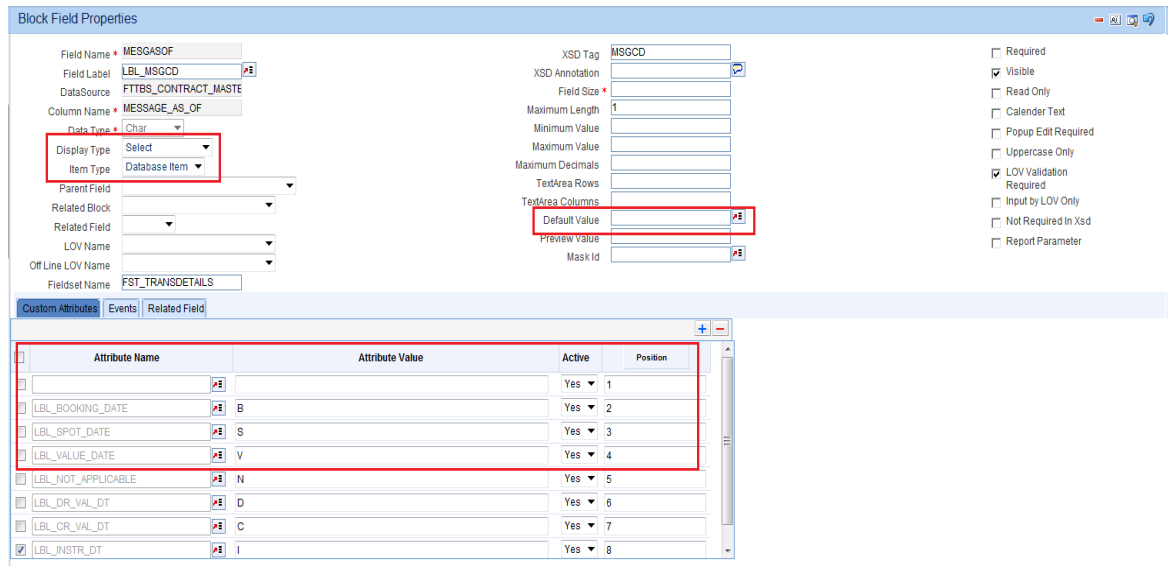 Block Field Properties
Field Name * MESGASOF
Field Label LBL_MSGCD
DataSource FTTBS_CONTRACT_MASTE
Column Name * MESSAGE_AS_OF
Data Type * Char
Display Type Select
Item Type Database Item
Parent Field
Related Block
Related Field
LOV Name
Off Line LOV Name
Fieldset Name FST_TRANSDETAILS
XSD Tag MSGCD
XSD Annotation
Field Size *
Maximum Length 1
Minimum Value
Maximum Value
Maximum Decimals
TextArea Rows
TextArea Columns
Default Value
Preview Value
Mask Id
Required
Visible
Read Only
Calender Text
Popup Edit Required
Uppercase Only
LOV Validation
Required
Input by LOV Only
Not Required In Xsd
Report Parameter
Custom Attributes Events Related Field
Attribute Name Attribute Value Active Position
Yes 1
LBL_BOOKING_DATE B Yes 2
LBL_SPOT_DATE S Yes 3
LBL_VALUE_DATE V Yes 4
LBL_NOT_APPLICABLE N Yes 5
LBL_DR_VAL_DT D Yes 6
LBL_CR_VAL_DT C Yes 7
LBL_INSTR_DT I Yes 8